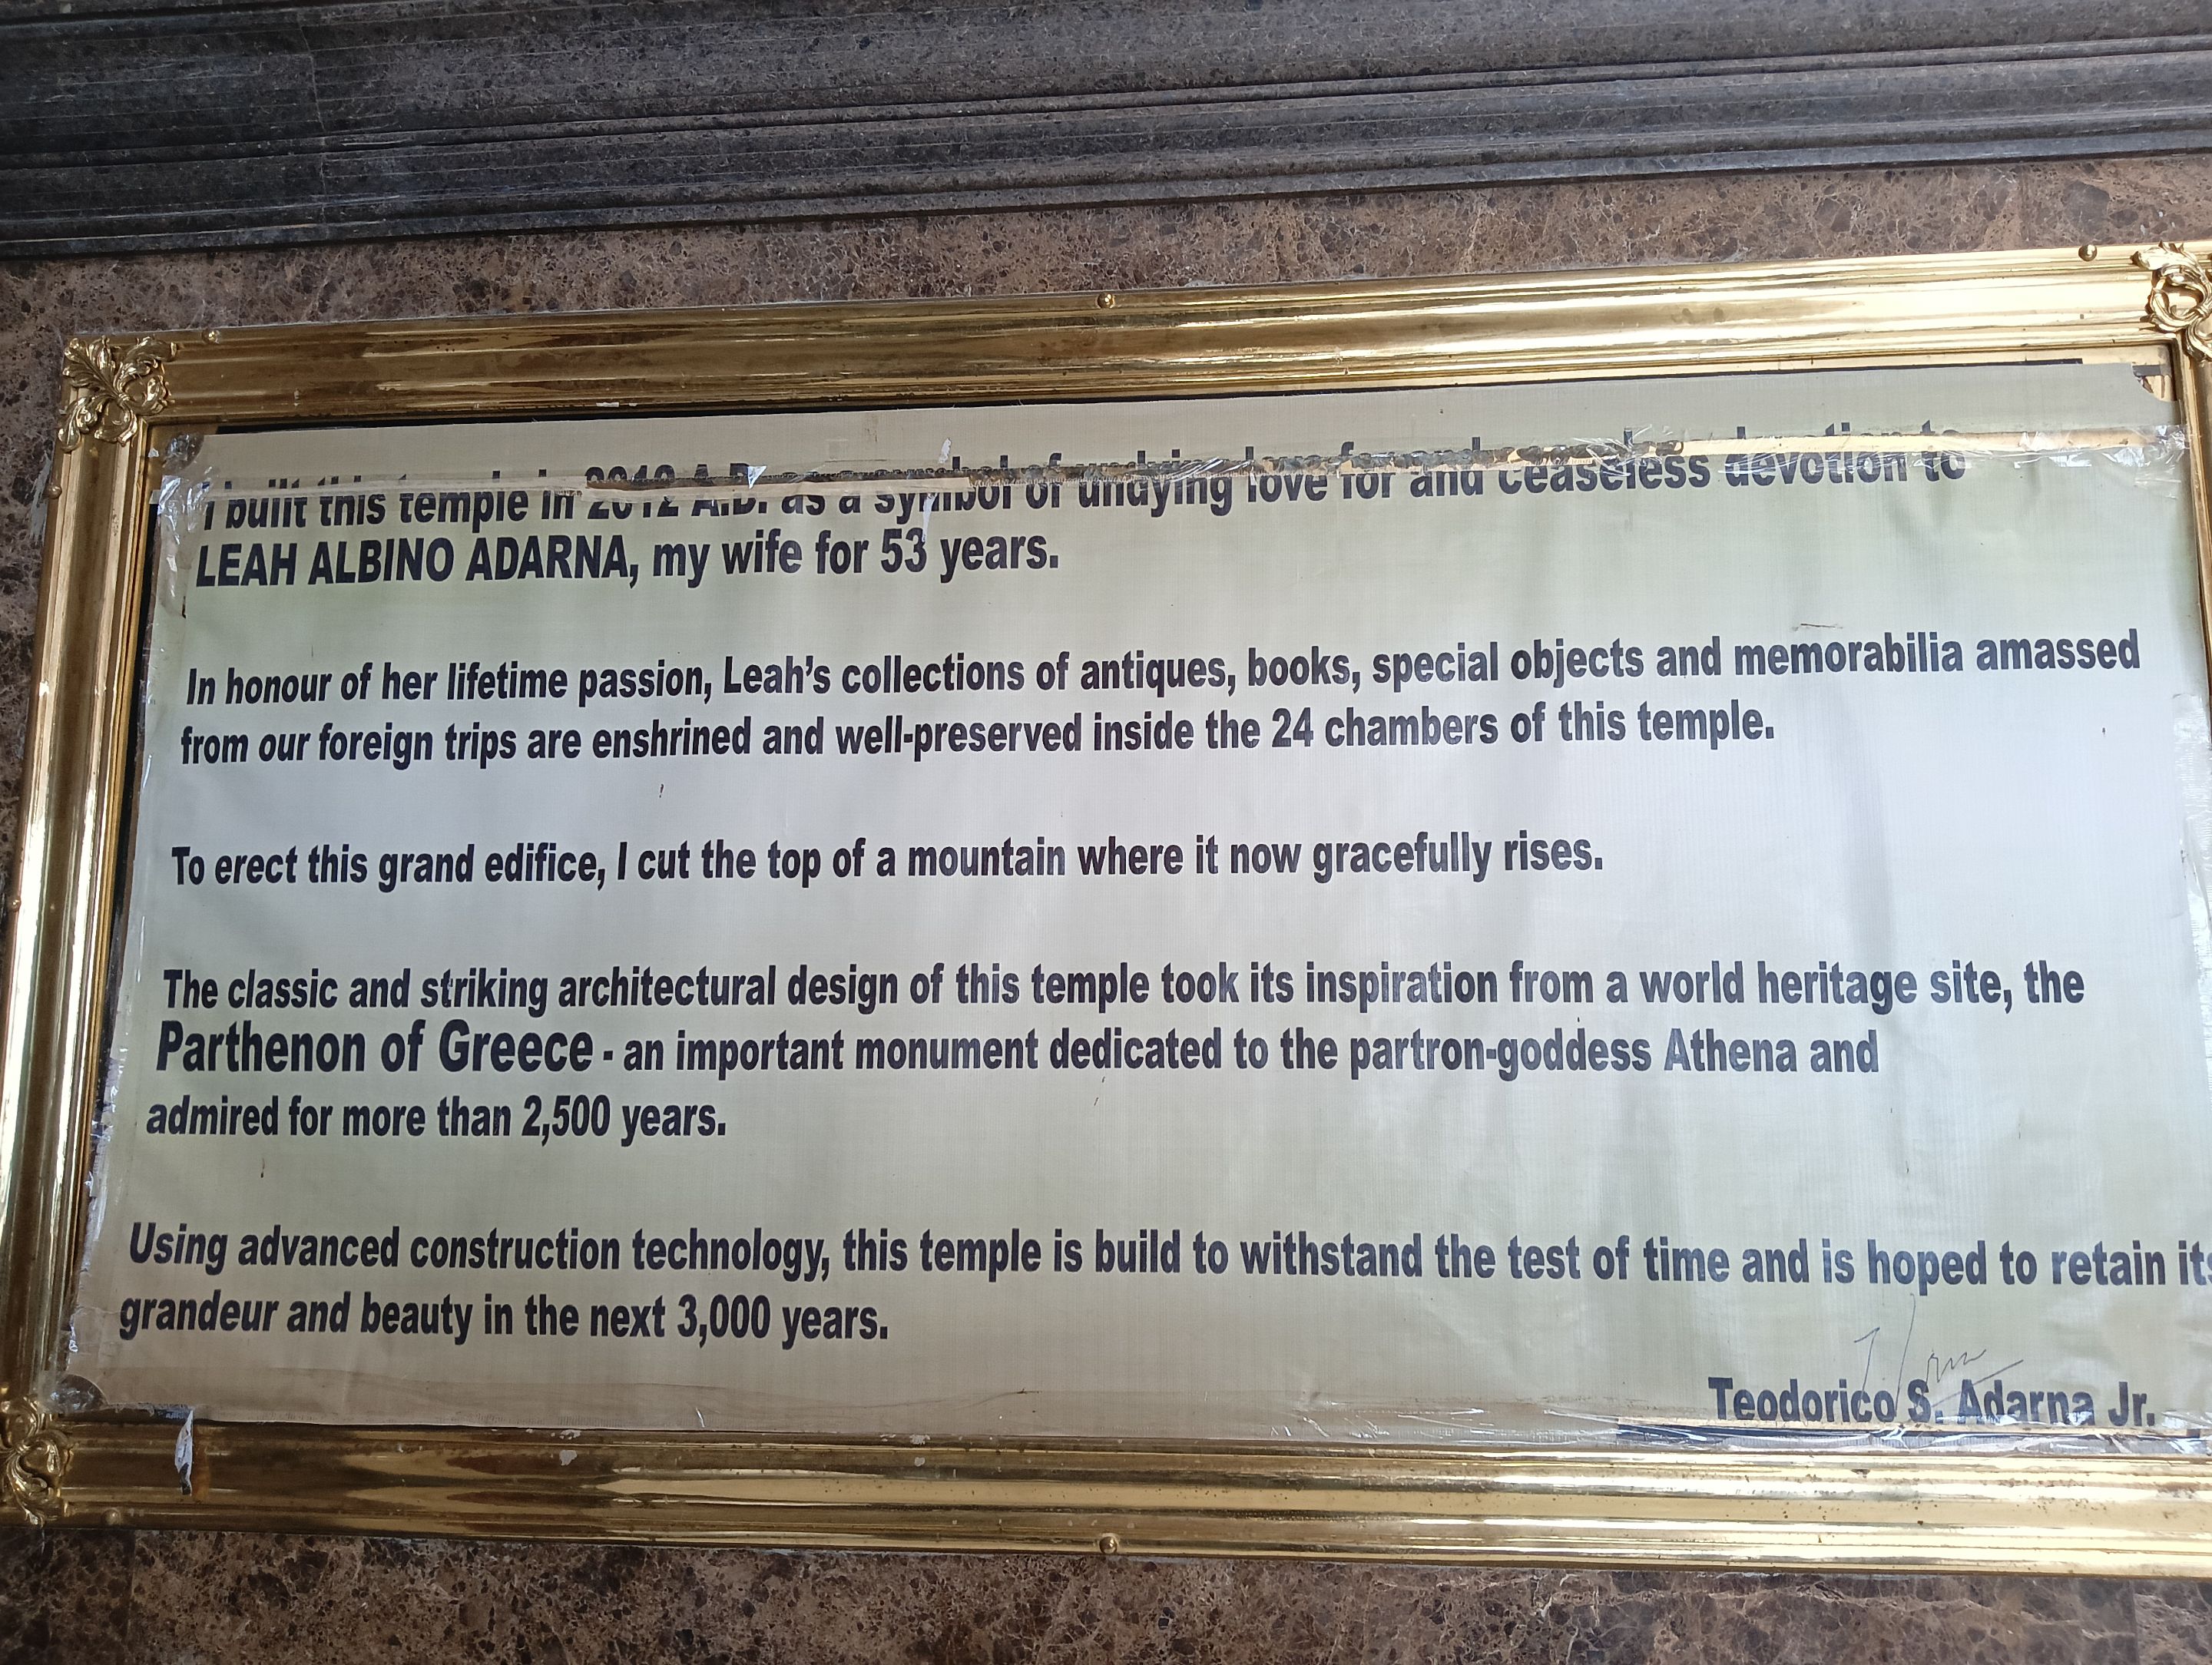 I built this temple in 2012 A.D. as a symbol of undying love for and ceaseless devotion to
LEAH ALBINO ADARNA, my wife for 53 years.
In honour of her lifetime passion, Leah's collections of antiques, books, special objects and memorabilia amassed
from our foreign trips are enshrined and well-preserved inside the 24 chambers of this temple.
To erect this grand edifice, I cut the top of a mountain where it now gracefully rises.
The classic and striking architectural design of this temple took its inspiration from a world heritage site, the
Parthenon of Greece - an important monument dedicated to the partron-goddess Athena and
admired for more than 2,500 years.
Using advanced construction technology, this temple is build to withstand the test of time and is hoped to retain its
grandeur and beauty in the next 3,000 years.
Teodorico S. Adarna Jr.